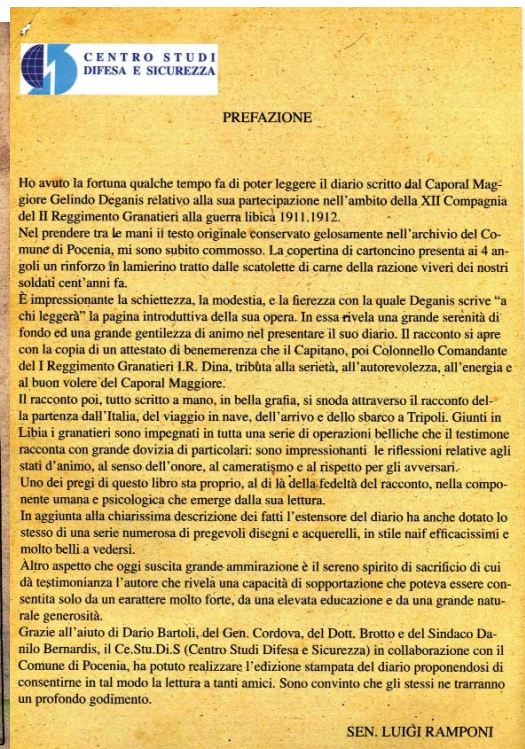 CENTRO STUDI
DIFESA E SICUREZZA
PREFAZIONE
Ho avuto la fortuna qualche tempo fa di poter leggere il diario scritto dal Caporal Mag-
giore Gelindo Deganis relativo alla sua partecipazione nell'ambito della XII Compagnia
del II Reggimento Granatieri alla guerra libica 1911.1912.
Nel prendere tra le mani il testo originale conservato gelosamente nell'archivio del Co-
mune di Pocenia, mi sono subito commosso. La copertina di cartoncino presenta ai 4 an-
goli un rinforzo in lamierino tratto dalle scatolette di carne della razione viveri dei nostri
soldati cent'anni fa.
È impressionante la schiettezza, la modestia, e la fierezza con la quale Deganis scrive "a
chi leggerà" la pagina introduttiva della sua opera. In essa rivela una grande serenità di
fondo ed una grande gentilezza di animo nel presentare il suo diario. Il racconto si apre
con la copia di un attestato di benemerenza che il Capitano, poi Colonnello Comandante
del I Reggimento Granatieri I.R. Dina, tributa alla serietà, all'autorevolezza, all'energia e
al buon volere del Caporal Maggiore.
Il racconto poi, tutto scritto a mano, in bella grafia, si snoda attraverso il racconto del-
la partenza dall'Italia, del viaggio in nave, dell'arrivo e dello sbarco a Tripoli. Giunti in
Libia i granatieri sono impegnati in tutta una serie di operazioni belliche che il testimone
racconta con grande dovizia di particolari: sono impressionanti le riflessioni relative agli
stati d'animo, al senso dell'onore, al cameratismo e al rispetto per gli avversari.
Uno dei pregi di questo libro sta proprio, al di là della fedeltà del racconto, nella compo-
nente umana e psicologica che emerge dalla sua lettura.
In aggiunta alla chiarissima descrizione dei fatti l'estensore del diario ha anche dotato lo
stesso di una serie numerosa di pregevoli disegni e acquerelli, in stile naif efficacissimi e
molto belli a vedersi.
Altro aspetto che oggi suscita grande ammirazione è il sereno spirito di sacrificio di cui
dà testimonianza l'autore che rivela una capacità di sopportazione che poteva essere con-
sentita solo da un carattere molto forte, da una elevata educazione e da una grande natu-
rale generosità.
Grazie all'aiuto di Dario Bartoli, del Gen. Cordova, del Dott. Brotto e del Sindaco Da-
nilo Bernardis, il Ce.Stu.Di.S (Centro Studi Difesa e Sicurezza) in collaborazione con il
Comune di Pocenia, ha potuto realizzare l'edizione stampata del diario proponendosi di
consentirne in tal modo la lettura a tanti amici. Sono convinto che gli stessi ne trarranno
un profondo godimento.
SEN. LUIGI RAMPONI